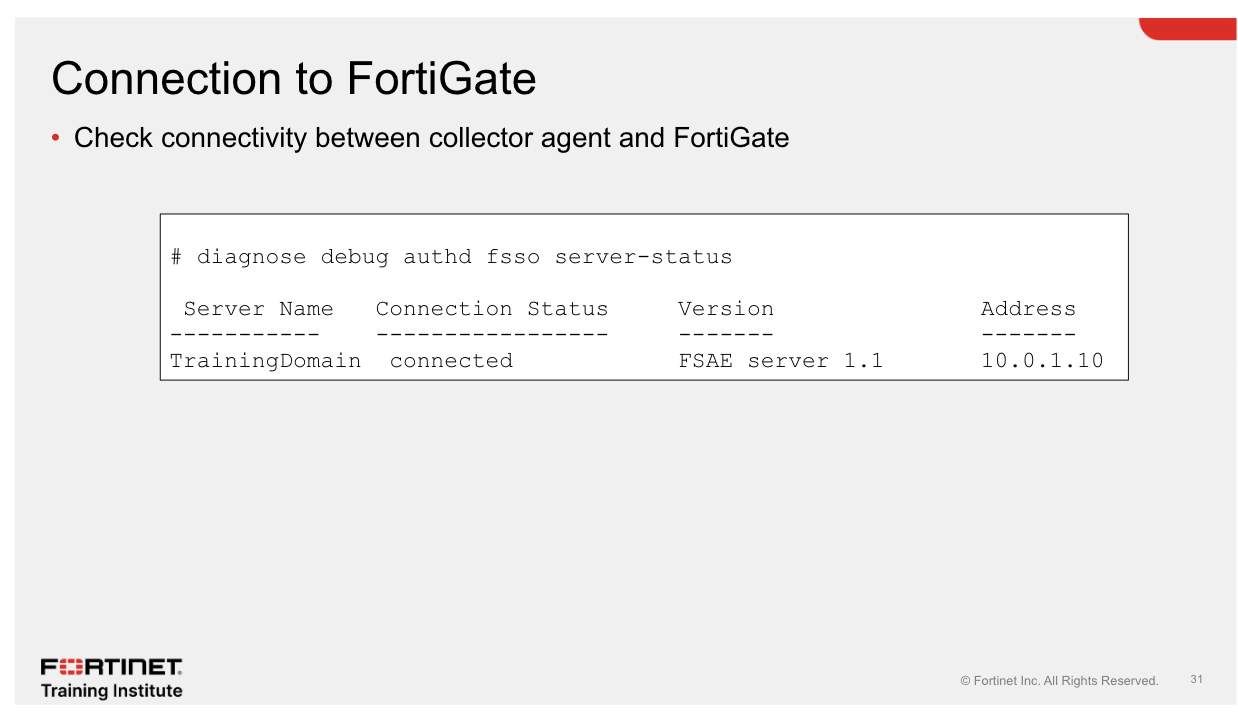 Connection to FortiGate
• Check connectivity between collector agent and FortiGate
# diagnose debug authd fsso server-status
Server Name Connection Status Version Address
----------- ----------------- ------- -------
TrainingDomain connected FSAE server 1.1 10.0.1.10
FORTINET®
Training Institute
© Fortinet Inc. All Rights Reserved. 31